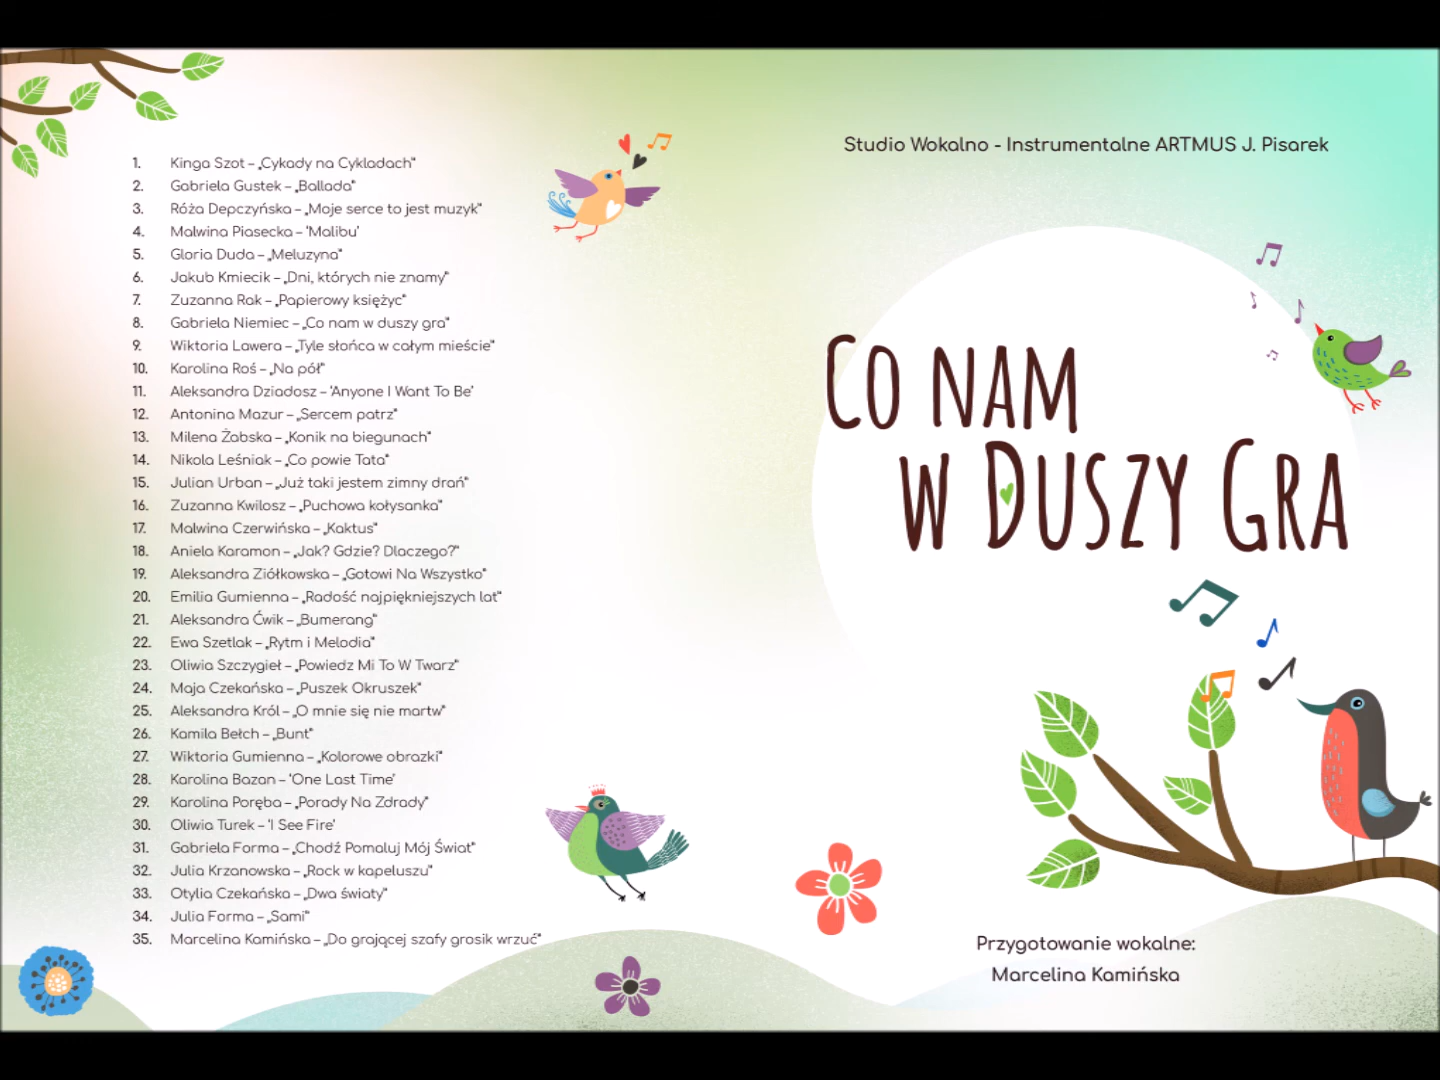 1. Kinga Szot – „Cykady na Cykladach"
2. Gabriela Gustek – „Ballada"
3. Róża Depczyńska – „Moje serce to jest muzyk"
4. Malwina Piasecka – 'Malibu'
5. Gloria Duda – „Meluzyna"
6. Jakub Kmiecik – „Dni, których nie znamy"
7. Zuzanna Rak – „Papierowy księżyc"
8. Gabriela Niemiec – „Co nam w duszy gra"
9. Wiktoria Lawera – „Tyle słońca w całym mieście"
10. Karolina Roś – „Na pół"
11. Aleksandra Dziadosz – 'Anyone I Want To Be'
12. Antonina Mazur – „Sercem patrz"
13. Milena Żabska – „Konik na biegunach"
14. Nikola Leśniak – „Co powie Tata"
15. Julian Urban – „Już taki jestem zimny drań"
16. Zuzanna Kwilosz – „Puchowa kołysanka"
17. Malwina Czerwińska – „Kaktus"
18. Aniela Karamon – „Jak? Gdzie? Dlaczego?"
19. Aleksandra Ziółkowska – „Gotowi Na Wszystko"
20. Emilia Gumienna – „Radość najpiękniejszych lat"
21. Aleksandra Ćwik – „Bumerang"
22. Ewa Szetlak – „Rytm i Melodia"
23. Oliwia Szczygieł – „Powiedz Mi To W Twarz"
24. Maja Czekańska – „Puszek Okruszek"
25. Aleksandra Król – „O mnie się nie martw"
26. Kamila Bełch – „Bunt"
27. Wiktoria Gumienna – „Kolorowe obrazki"
28. Karolina Bazan – 'One Last Time'
29. Karolina Poręba – „Porady Na Zdrady"
30. Oliwia Turek – 'I See Fire'
31. Gabriela Forma – „Chodź Pomaluj Mój Świat"
32. Julia Krzanowska – „Rock w kapeluszu"
33. Otylia Czekańska – „Dwa światy"
34. Julia Forma – „Sami"
35. Marcelina Kamińska – „Do grającej szafy grosik wrzuć"
Studio Wokalno - Instrumentalne ARTMUS J. Pisarek
CO NAM
W DUSZY GRA
Przygotowanie wokalne:
Marcelina Kamińska